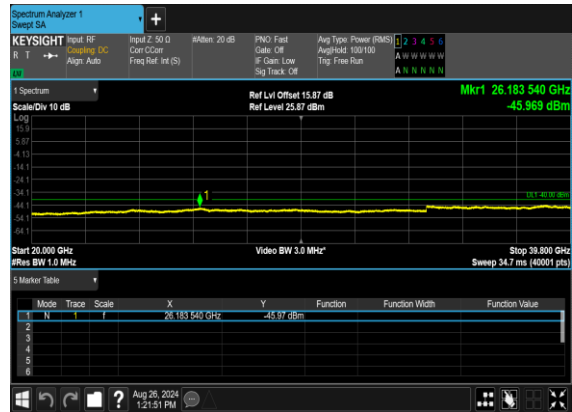 Spectrum Analyzer 1
Swept SA
KEYSIGHT
R T
LV
Input: RF
Coupling: DC
Align: Auto
Input Z: 50 Ω
Corr CCorr
Freq Ref: Int (S)
#Atten: 20 dB
PNO: Fast
Gate: Off
IF Gain: Low
Sig Track: Off
Avg Type: Power (RMS)
Avg|Hold: 100/100
Trig: Free Run
1 2 3 4 5 6
A W W W W W
A N N N N N
1 Spectrum
Scale/Div 10 dB
Ref Lvl Offset 15.87 dB
Ref Level 25.87 dBm
Mkr1 26.183 540 GHz
-45.969 dBm
Log
15.9
5.87
-4.13
-14.1
-24.1
-34.1
-44.1
-54.1
-64.1
1
DL1 -40.00 dBm
Start 20.000 GHz
#Res BW 1.0 MHz
Video BW 3.0 MHz*
Stop 39.800 GHz
Sweep 34.7 ms (40001 pts)
5 Marker Table
Mode Trace Scale X Y Function Function Width Function Value
1 N 1 f 26.183 540 GHz -45.97 dBm
2
3
4
5
6
?
Aug 26, 2024
1:21:51 PM